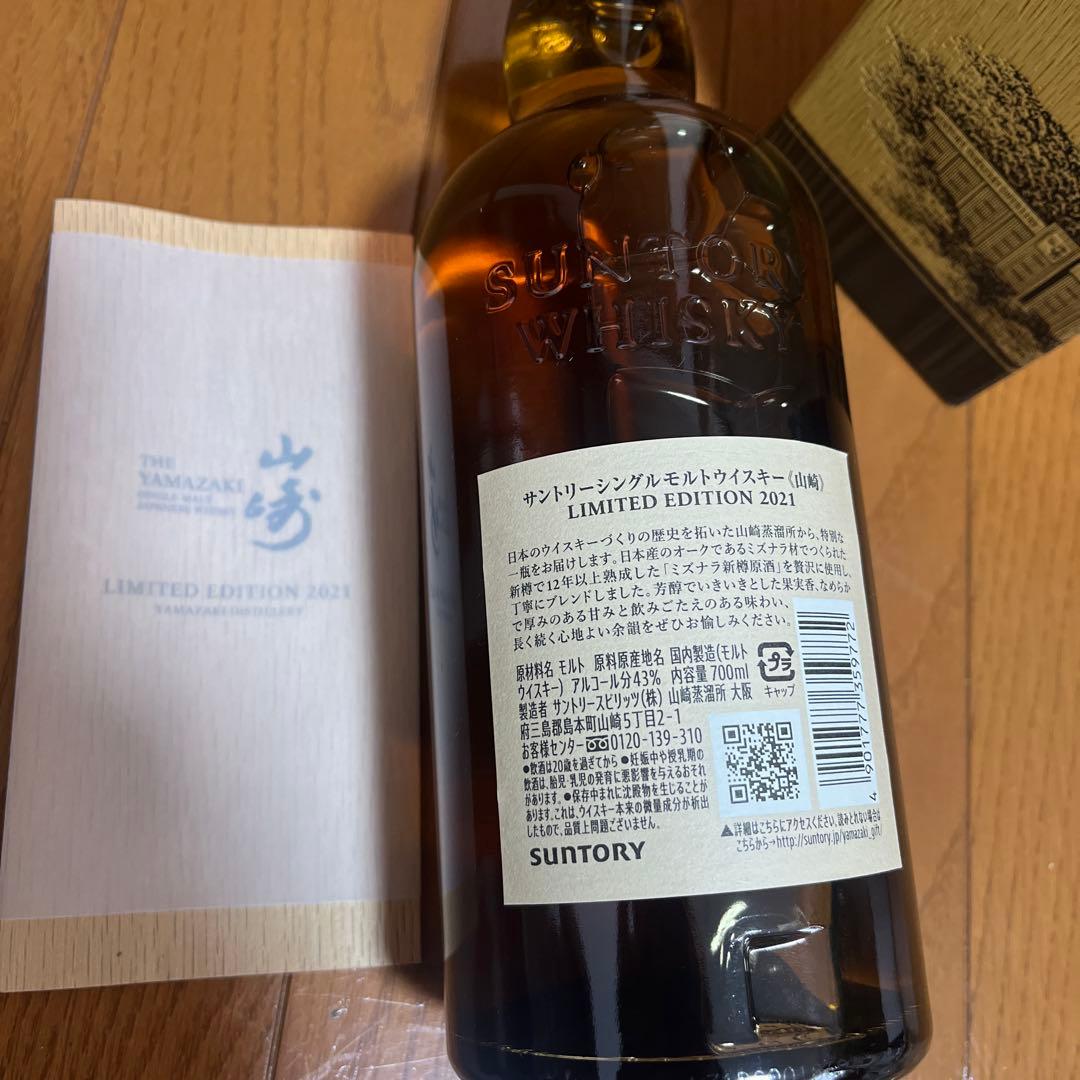 THE
YAMAZAKI
SINGLE MALT
JAPANESE WHISKY
山崎
LIMITED EDITION 2021
YAMAZAKI DISTILLERY
SUNTORY
WHISKY
サントリーシングルモルトウイスキー《山崎》
LIMITED EDITION 2021
日本のウイスキーづくりの歴史を拓いた山崎蒸溜所から、特別な
一瓶をお届けします。日本産のオークであるミズナラ材でつくられた
新樽で12年以上熟成した「ミズナラ新樽原酒」を贅沢に使用し、
丁寧にブレンドしました。芳醇でいきいきとした果実香、なめらか
で厚みのある甘みと飲みごたえのある味わい、
長く続く心地よい余韻をぜひお愉しみください。
原材料名 モルト 原料原産地名 国内製造(モルト
ウイスキー) アルコール分43% 内容量700ml
製造者 サントリースピリッツ(株) 山崎蒸溜所 大阪
府三島郡島本町山崎5丁目2-1
お客様センター 0120-139-310
●飲酒は20歳を過ぎてから ●妊娠中や授乳期の
飲酒は、胎児・乳児の発育に悪影響を与えるおそれ
があります。●保存中まれに沈殿物を生じることが
あります。これは、ウイスキー本来の微量成分が析出
したもので、品質上問題ございません。
SUNTORY
プラ
キャップ
4 901777 359772
▲詳細はこちらにアクセスください。読みとれない場合は
こちらから→http://suntory.jp/yamazaki_gift/